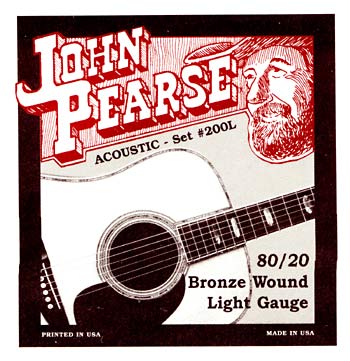 JOHN
PEARSE
ACOUSTIC - Set #200L
80/20
Bronze Wound
Light Gauge
PRINTED IN USA
MADE IN USA